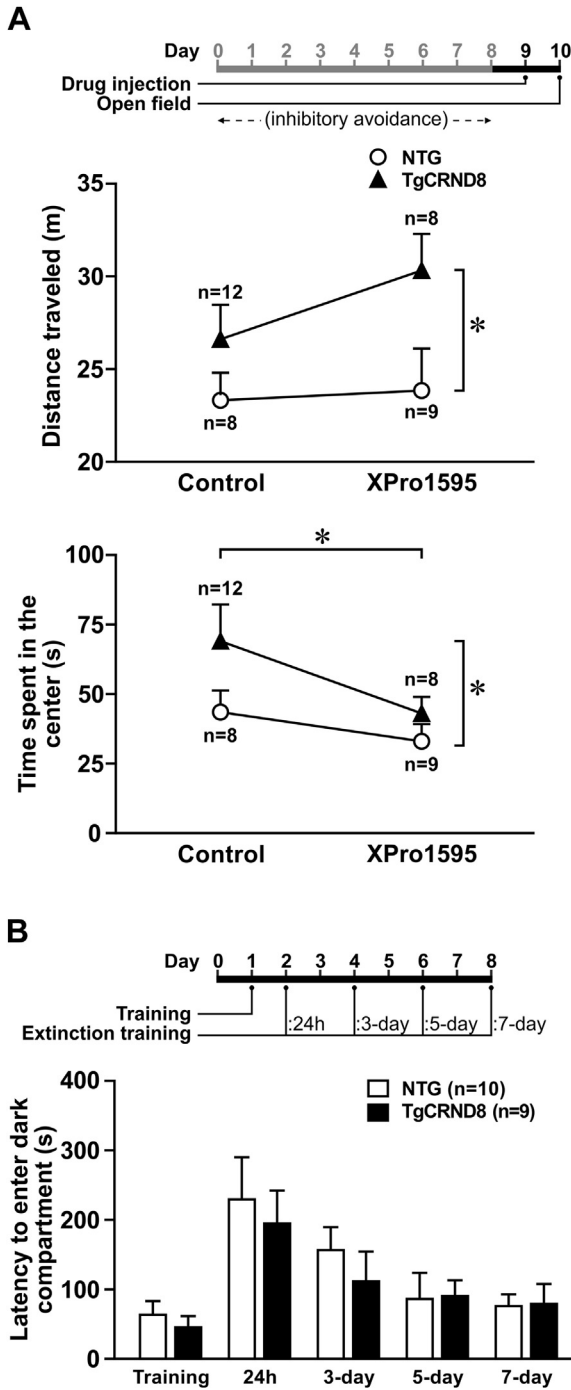 A
Day 0 1 2 3 4 5 6 7 8 9 10
Drug injection
Open field
(inhibitory avoidance)
NTG
TgCRND8
35
30
25
20
Distance traveled (m)
n=12
n=8
n=8
n=9
*
Control XPro1595
100
75
50
25
0
Time spent in the
center (s)
*
n=12
n=8
n=8
n=9
*
Control XPro1595
B
Day 0 1 2 3 4 5 6 7 8
Training
Extinction training :24h :3-day :5-day :7-day
400
300
200
100
0
Latency to enter dark
compartment (s)
NTG (n=10)
TgCRND8 (n=9)
Training 24h 3-day 5-day 7-day